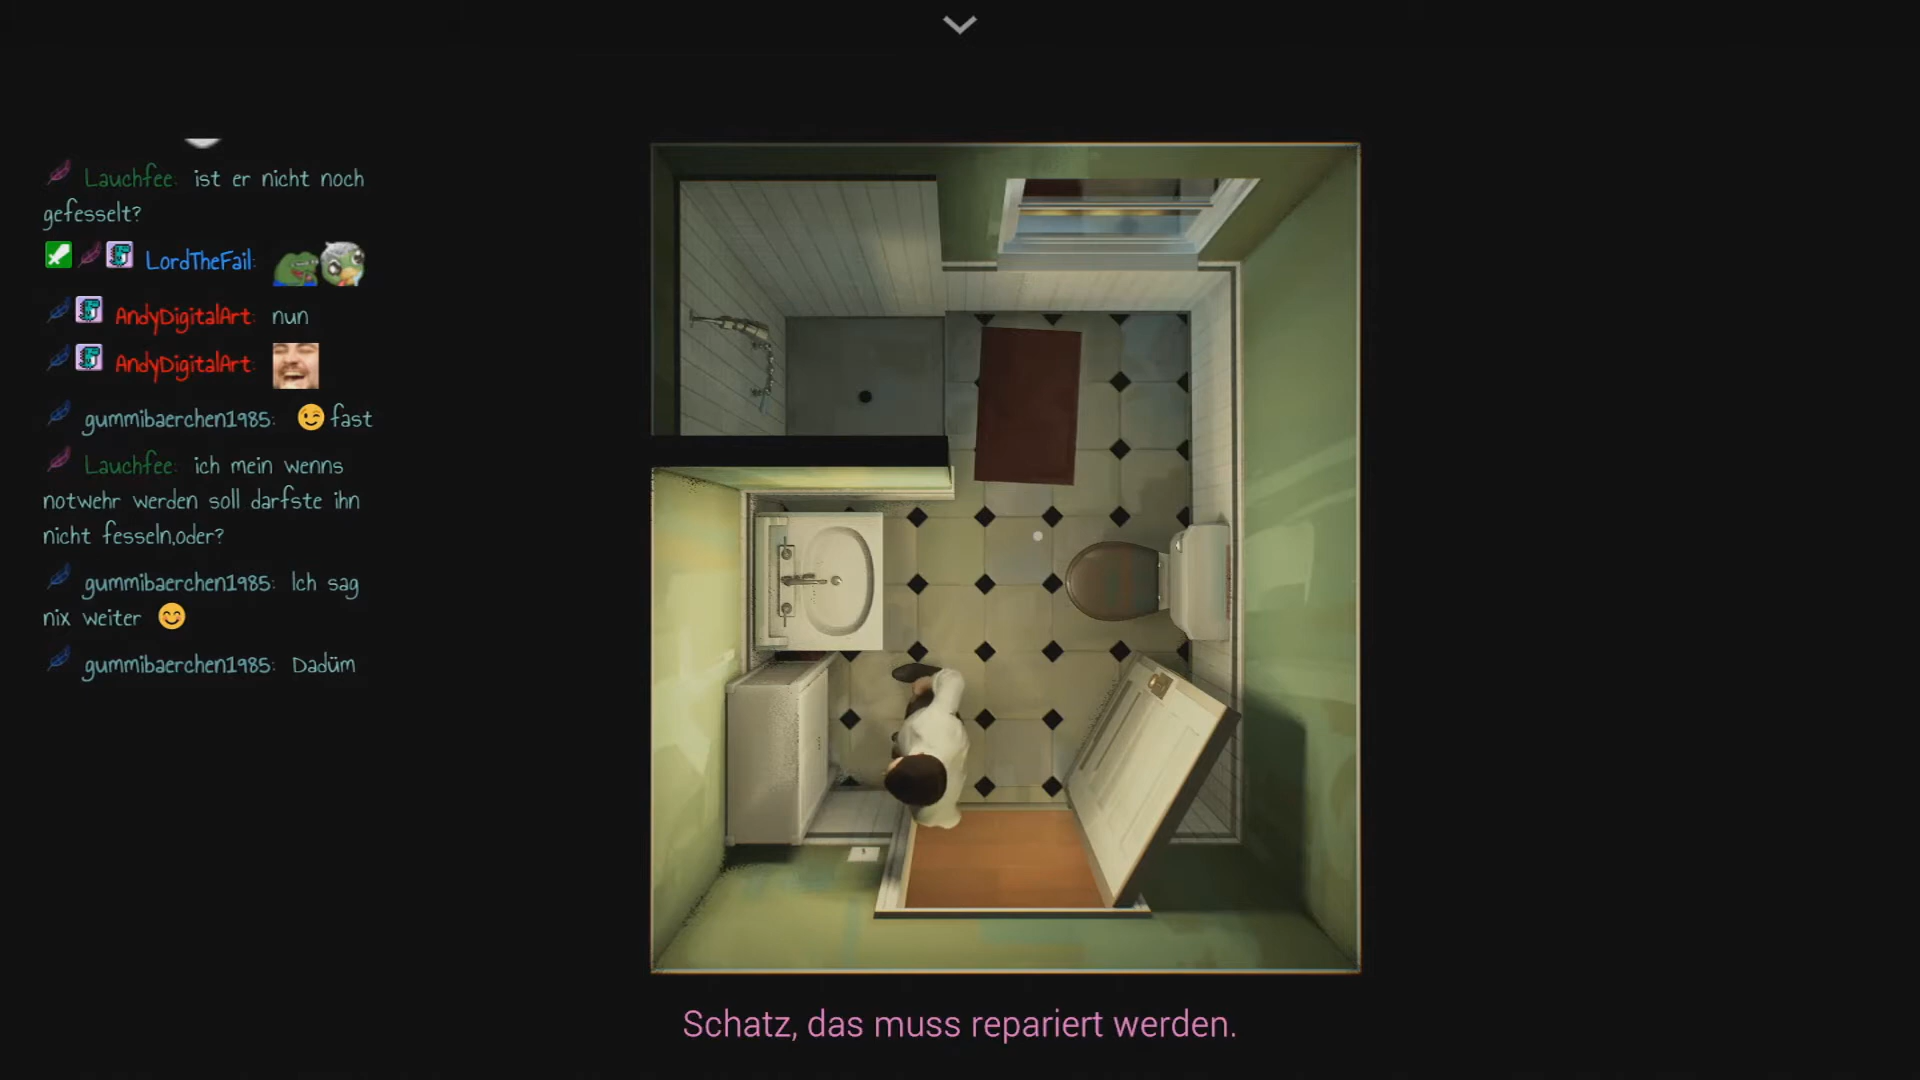 Lauchfee: ist er nicht noch
gefesselt?
LordTheFail:
AndyDigitalArt: nun
AndyDigitalArt:
gummibaerchen1985: 😉 fast
Lauchfee: ich mein wenns
notwehr werden soll darfste ihn
nicht fesseln,oder?
gummibaerchen1985: Ich sag
nix weiter 😊
gummibaerchen1985: Dadüm
Schatz, das muss repariert werden.